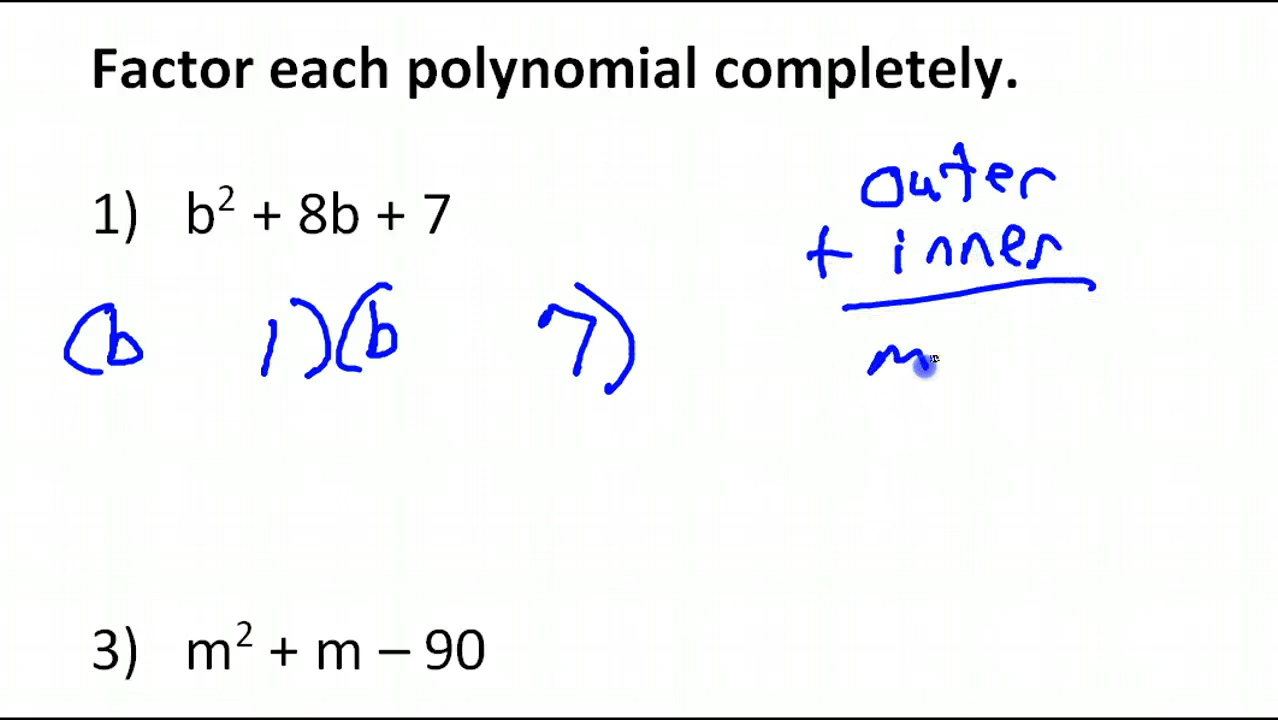 Factor each polynomial completely.
1) b² + 8b + 7
outer
+ inner
m
(b 1)(b 7)
3) m² + m – 90